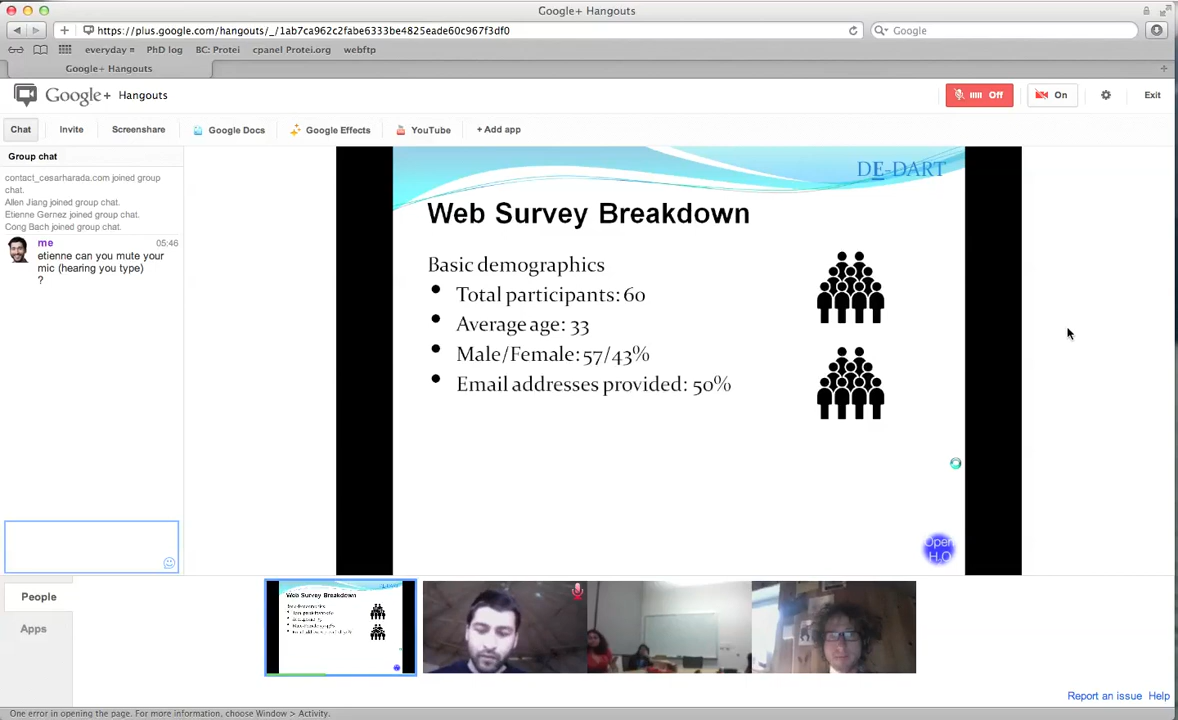 Google+ Hangouts
https://plus.google.com/hangouts/_/1ab7ca962c2fabe6333be4825eade60c967f3df0
Google
everyday
PhD log
BC: Protei
cpanel Protei.org
webftp
Google+ Hangouts
Google+ Hangouts
Off
On
Exit
Chat
Invite
Screenshare
Google Docs
Google Effects
YouTube
+ Add app
Group chat
contact_cesarharada.com joined group
chat.
Allen Jiang joined group chat.
Etienne Gernez joined group chat.
Cong Bach joined group chat.
me 05:46
etienne can you mute your
mic (hearing you type)
?
DE-DART
Web Survey Breakdown
Basic demographics
• Total participants: 60
• Average age: 33
• Male/Female: 57/43%
• Email addresses provided: 50%
Open
H2O
People
Apps
Web Survey Breakdown
Report an issue Help
One error in opening the page. For more information, choose Window > Activity.